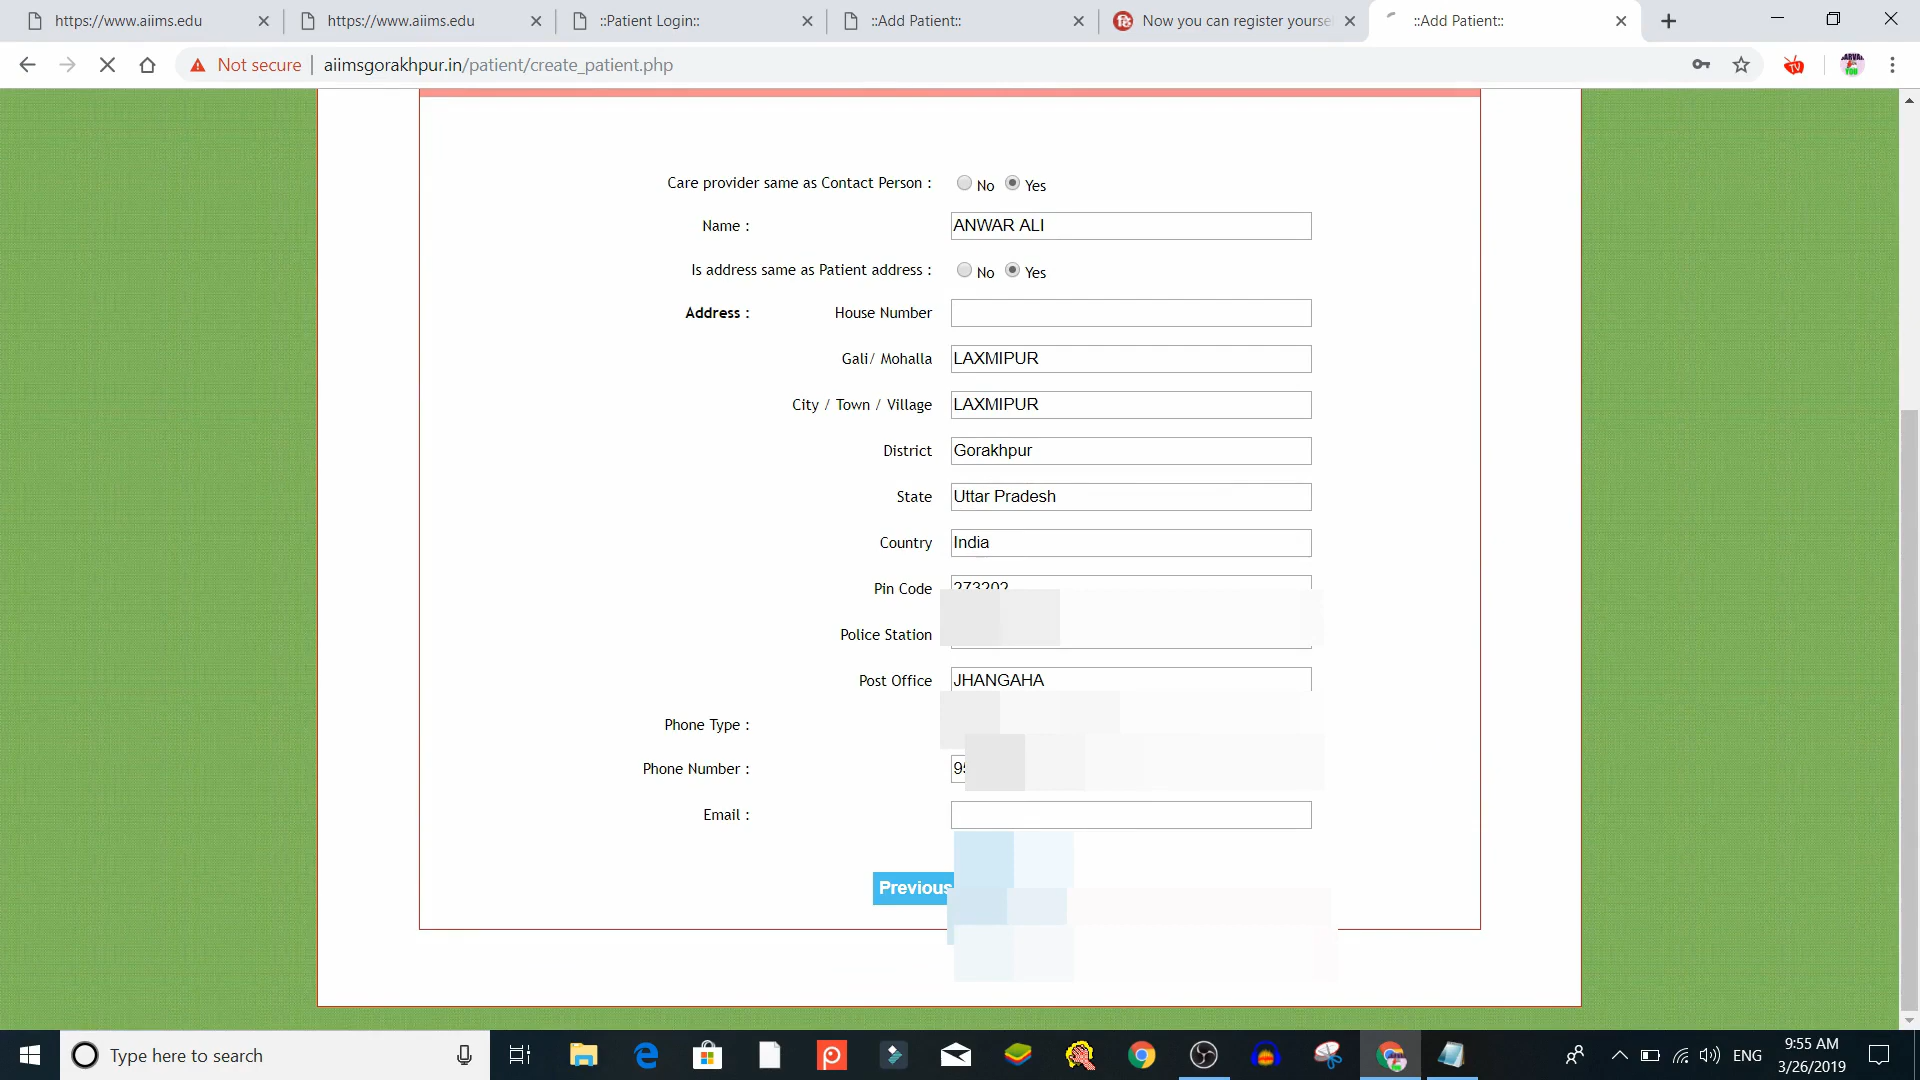 https://www.aiims.edu
https://www.aiims.edu
::Patient Login::
::Add Patient::
Now you can register yourse
::Add Patient::
Not secure
aiimsgorakhpur.in/patient/create_patient.php
Care provider same as Contact Person : No Yes
Name : ANWAR ALI
Is address same as Patient address : No Yes
Address : House Number
Gali/ Mohalla LAXMIPUR
City / Town / Village LAXMIPUR
District Gorakhpur
State Uttar Pradesh
Country India
Pin Code 273202
Police Station
Post Office JHANGAHA
Phone Type :
Phone Number :
Email :
Previous
Type here to search
ENG
9:55 AM
3/26/2019